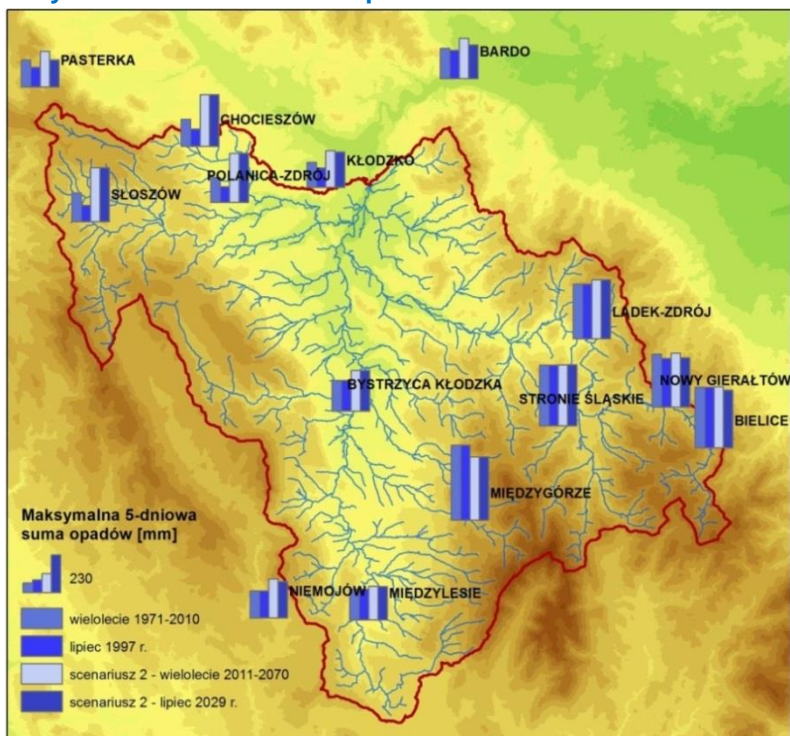 PASTERKA
BARDO
CHOCIESZÓW
KŁODZKO
POLANICA-ZDRÓJ
SŁOSZÓW
LĄDEK-ZDRÓJ
BYSTRZYCA KŁODZKA
NOWY GIERAŁTÓW
STRONIE ŚLĄSKIE
BIELICE
MIĘDZYGÓRZE
Maksymalna 5-dniowa
suma opadów [mm]
230
NIEMOJÓW
MIĘDZYLESIE
wielolecie 1971-2010
lipiec 1997 r.
scenariusz 2 - wielolecie 2011-2070
scenariusz 2 - lipiec 2029 r.